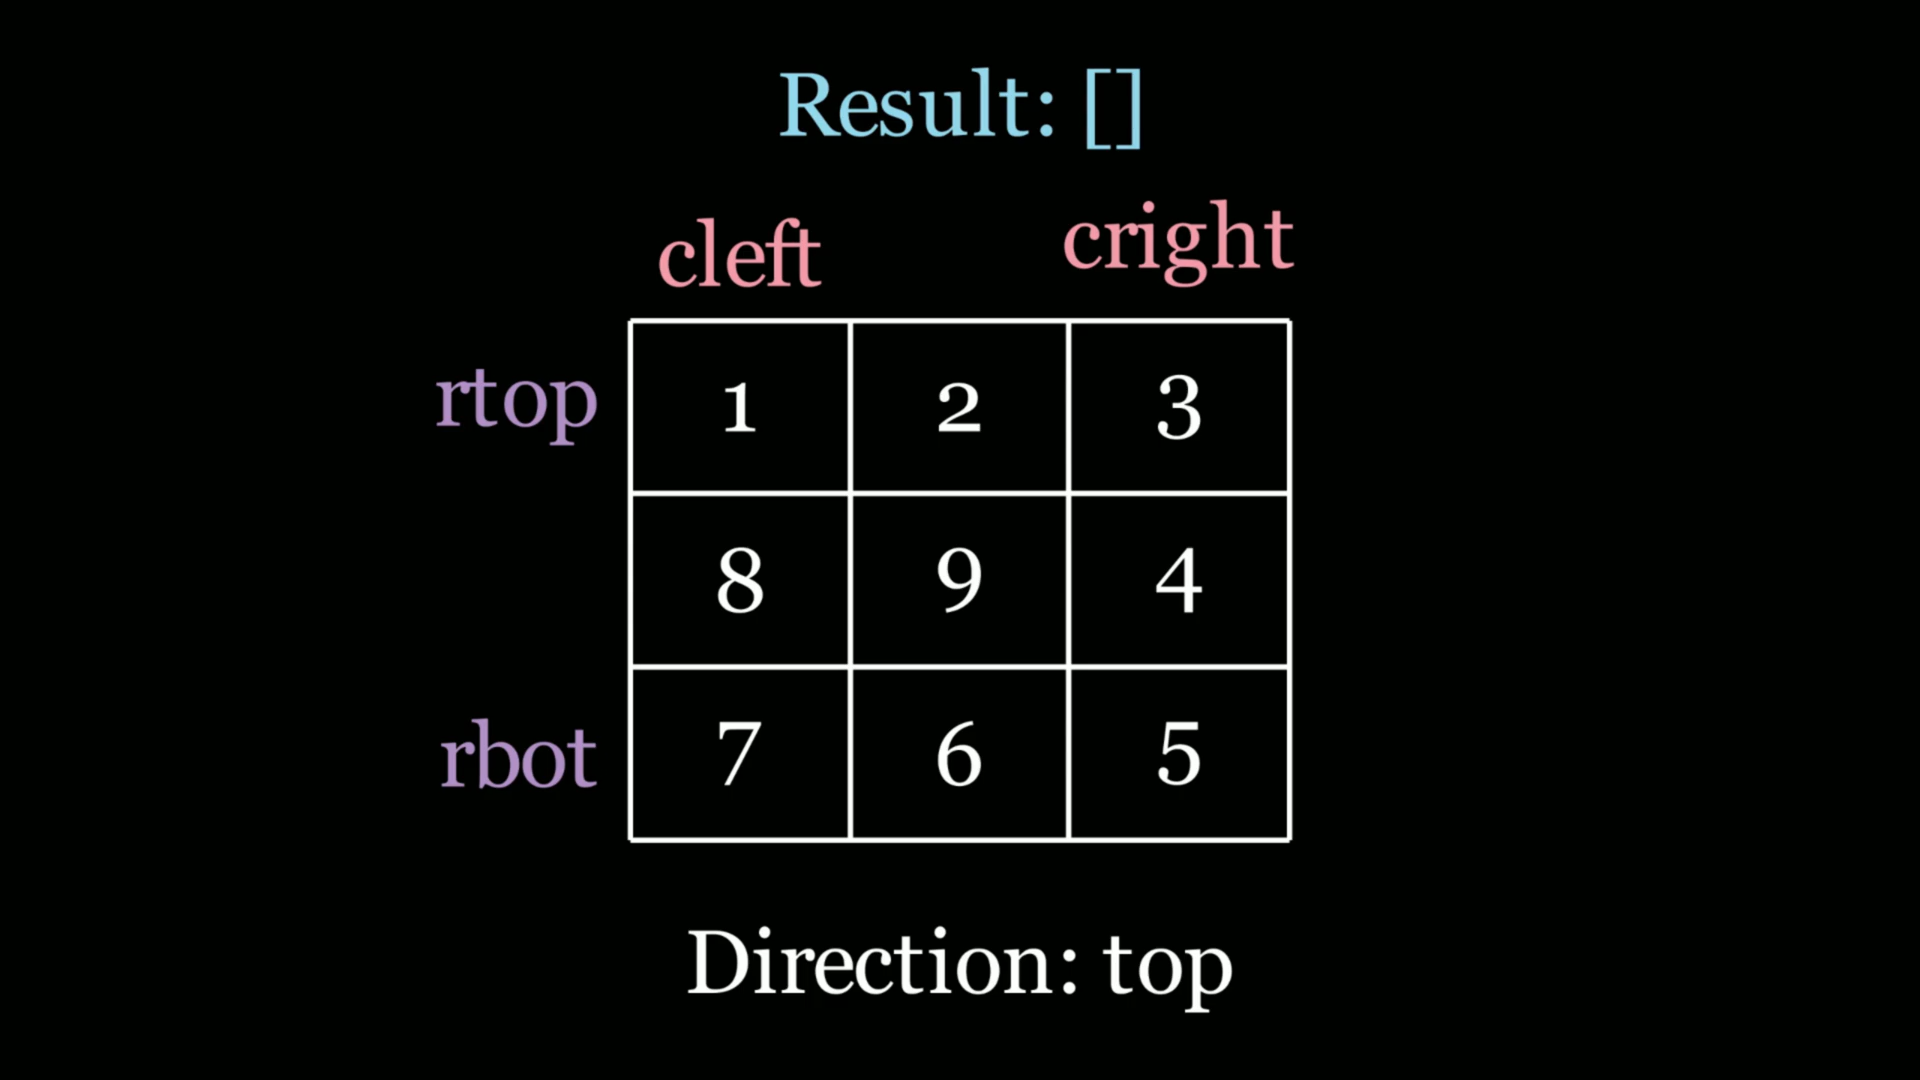 Result: []
cleft cright
rtop 1 2 3
8 9 4
rbot 7 6 5
Direction: top